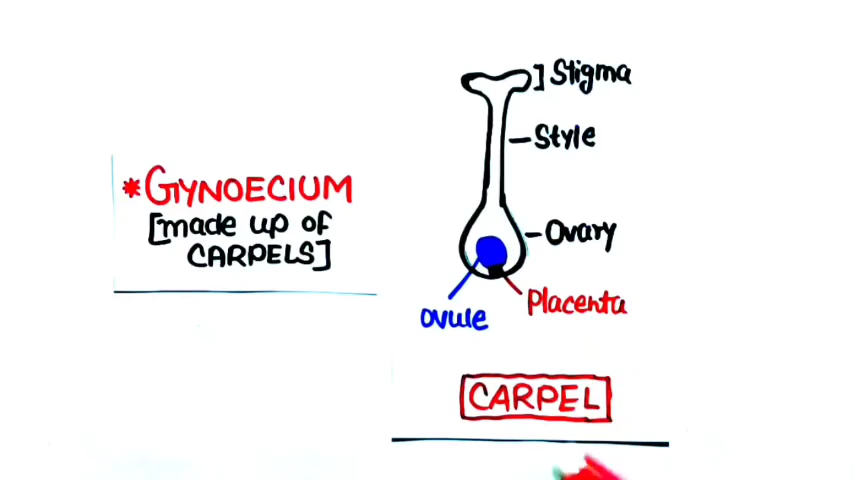 *GYNOECIUM
[made up of
CARPELS]
]Stigma
Style
Ovary
ovule
Placenta
CARPEL